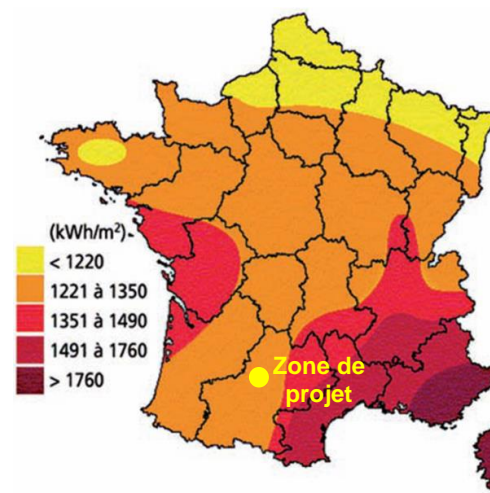 (kWh/m²)
< 1220
1221 à 1350
1351 à 1490
1491 à 1760
> 1760
Zone de
projet